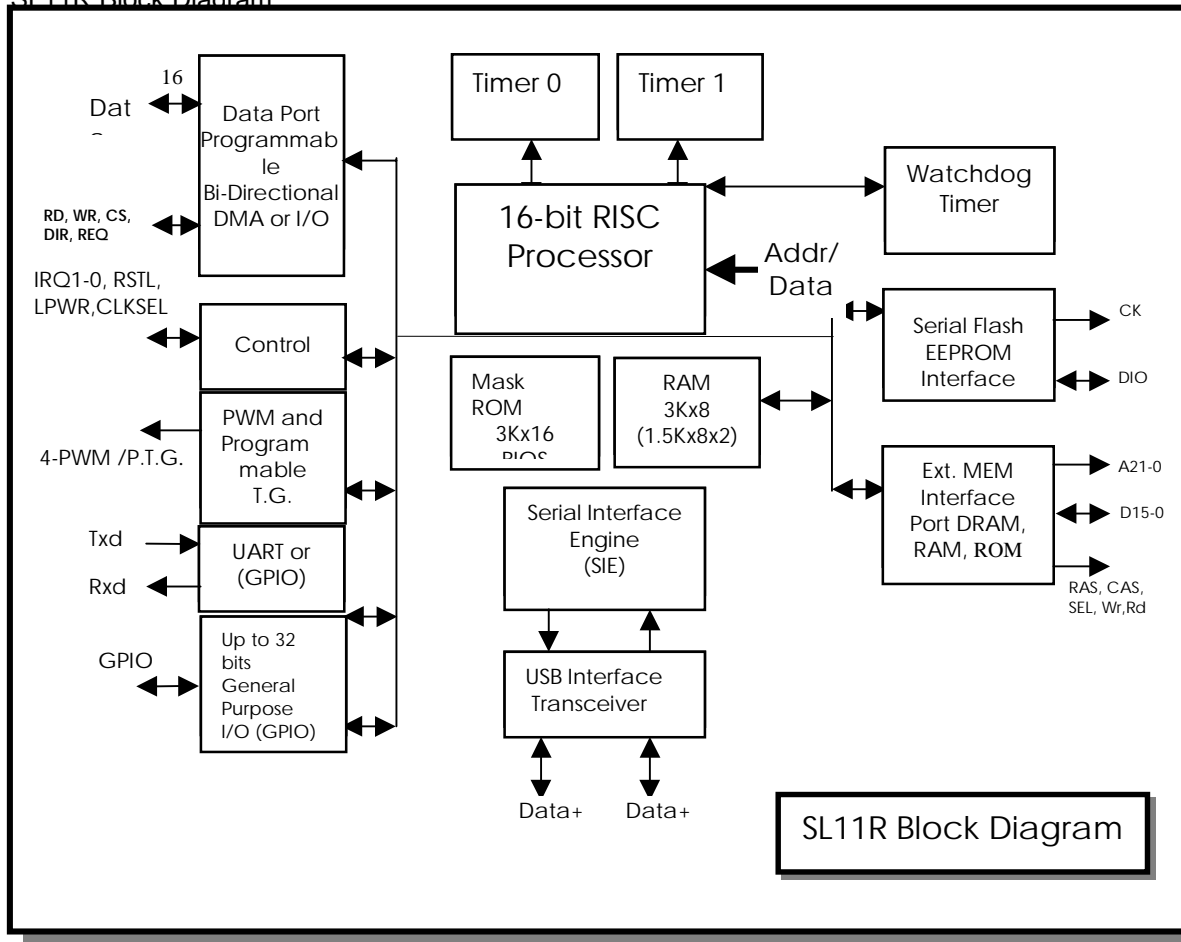 SL11R Block Diagram
16
Dat
Data Port
Programmab
le
Bi-Directional
DMA or I/O
RD, WR, CS,
DIR, REQ
IRQ1-0, RSTL,
LPWR,CLKSEL
Control
4-PWM /P.T.G.
PWM and
Program
mable
T.G.
Txd
Rxd
UART or
(GPIO)
GPIO
Up to 32
bits
General
Purpose
I/O (GPIO)
Timer 0
Timer 1
16-bit RISC
Processor
Watchdog
Timer
Addr/
Data
Mask
ROM
3Kx16
BIOS
RAM
3Kx8
(1.5Kx8x2)
Serial Flash
EEPROM
Interface
CK
DIO
Ext. MEM
Interface
Port DRAM,
RAM, ROM
A21-0
D15-0
RAS, CAS,
SEL, Wr,Rd
Serial Interface
Engine
(SIE)
USB Interface
Transceiver
Data+
Data+
SL11R Block Diagram